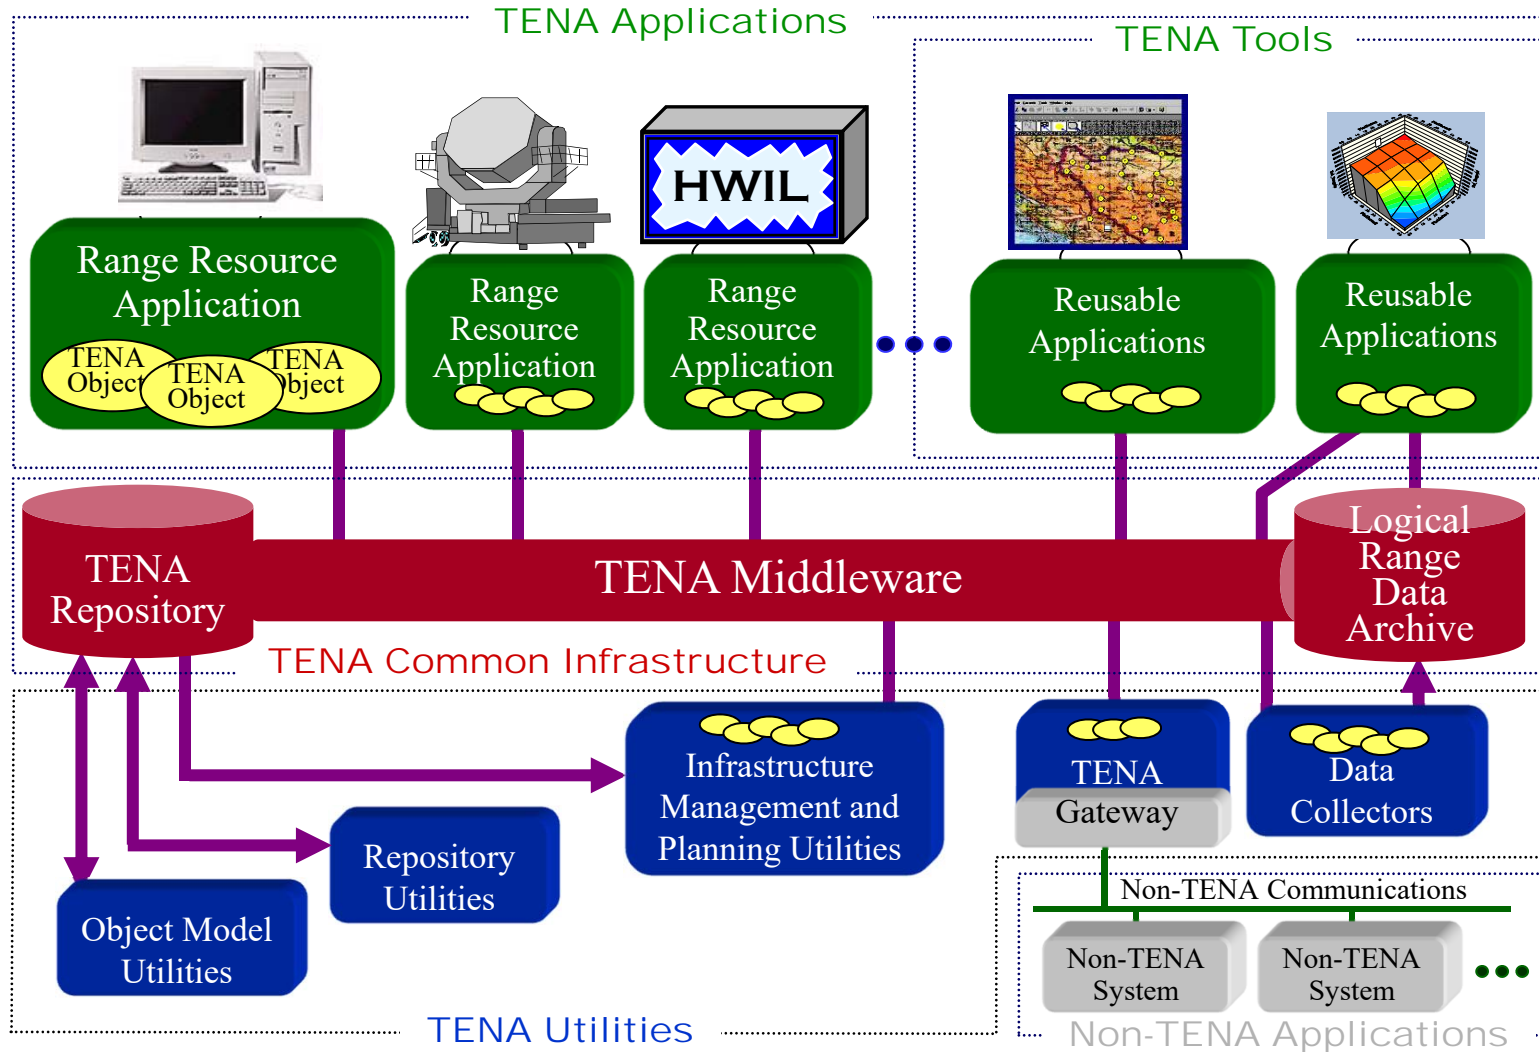 TENA Applications
TENA Tools
HWIL
Range Resource
Application
TENA
Object
TENA
Object
TENA
Object
Range
Resource
Application
Range
Resource
Application
Reusable
Applications
Reusable
Applications
TENA
Repository
TENA Middleware
Logical
Range
Data
Archive
TENA Common Infrastructure
Infrastructure
Management and
Planning Utilities
TENA
Gateway
Data
Collectors
Repository
Utilities
Object Model
Utilities
Non-TENA Communications
Non-TENA
System
Non-TENA
System
TENA Utilities
Non-TENA Applications